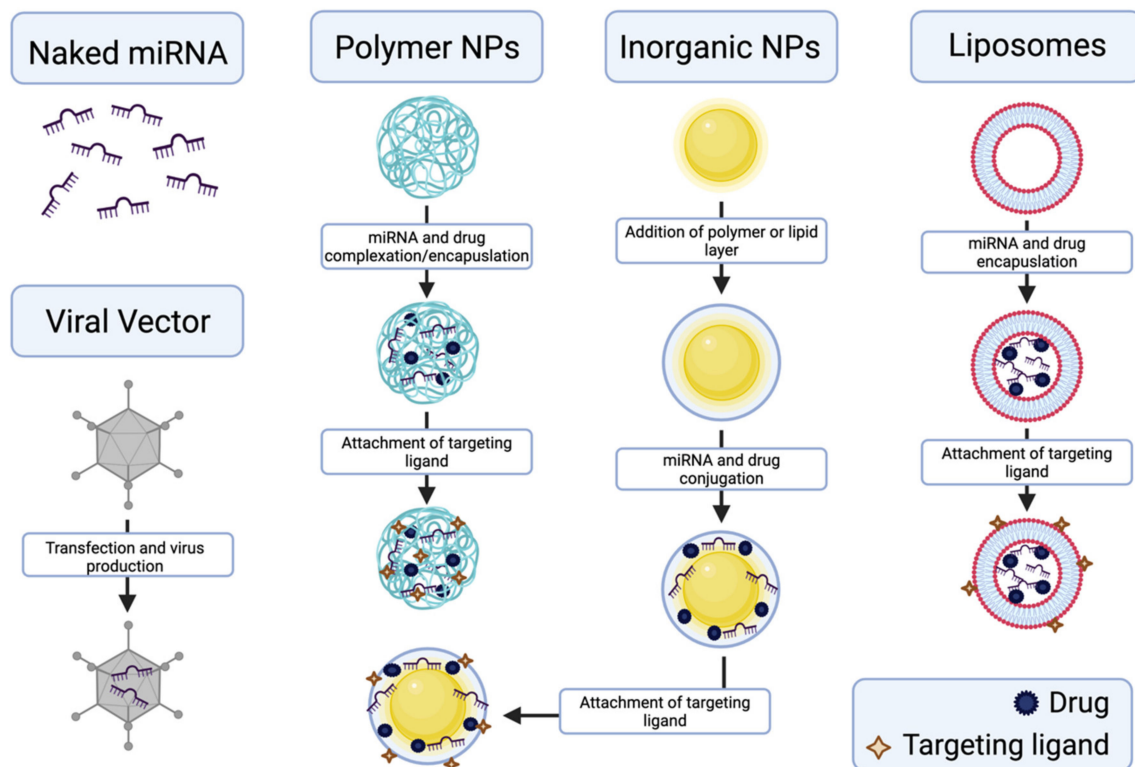 Naked miRNA
Polymer NPs
Inorganic NPs
Liposomes
miRNA and drug
complexation/encapuslation
Addition of polymer or lipid
layer
miRNA and drug
encapuslation
Viral Vector
Attachment of targeting
ligand
miRNA and drug
conjugation
Attachment of targeting
ligand
Transfection and virus
production
Attachment of targeting
ligand
Drug
Targeting ligand